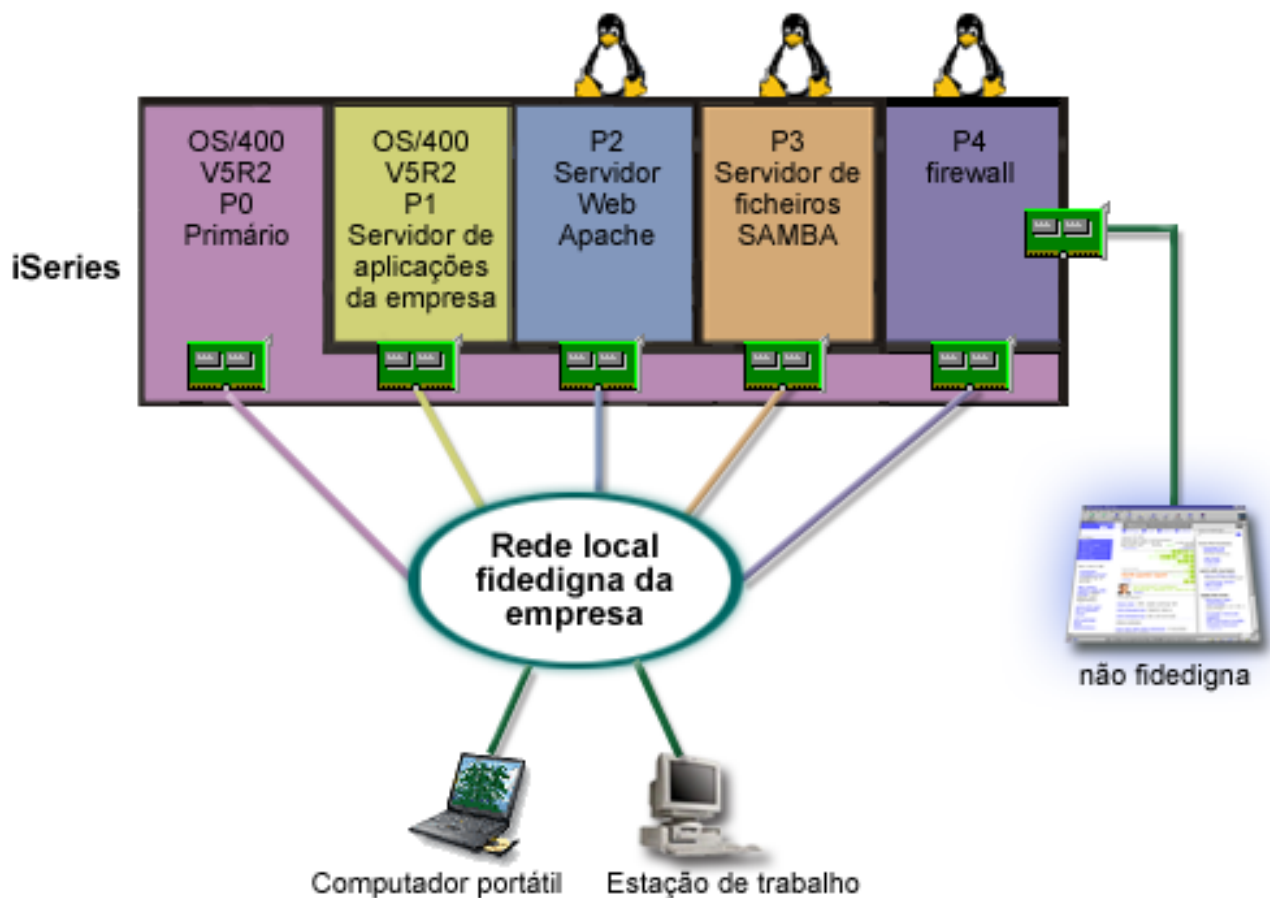 OS/400
V5R2
P0
Primário
OS/400
V5R2
P1
Servidor de
aplicações
da empresa
P2
Servidor
Web
Apache
P3
Servidor de
ficheiros
SAMBA
P4
firewall
iSeries
Rede local
fidedigna da
empresa
não fidedigna
Computador portátil
Estação de trabalho